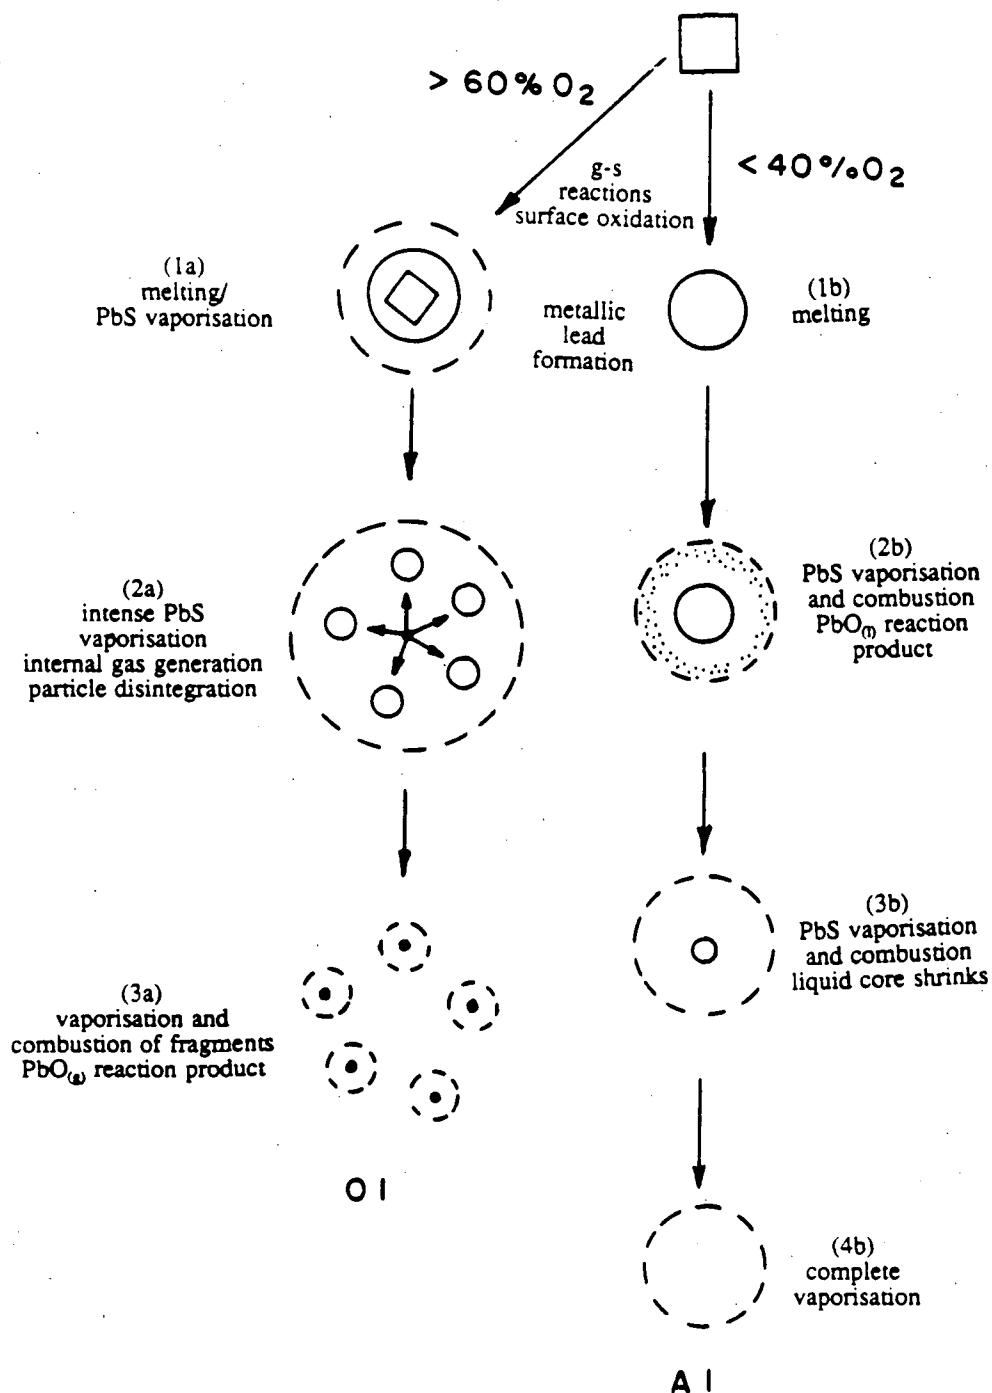 > 60% O2
< 40% O2
g-s
reactions
surface oxidation
(1a)
melting/
PbS vaporisation
metallic
lead
formation
(1b)
melting
(2a)
intense PbS
vaporisation
internal gas generation
particle disintegration
(2b)
PbS vaporisation
and combustion
PbO(l) reaction
product
(3a)
vaporisation and
combustion of fragments
PbO(g) reaction product
(3b)
PbS vaporisation
and combustion
liquid core shrinks
O I
(4b)
complete
vaporisation
A I